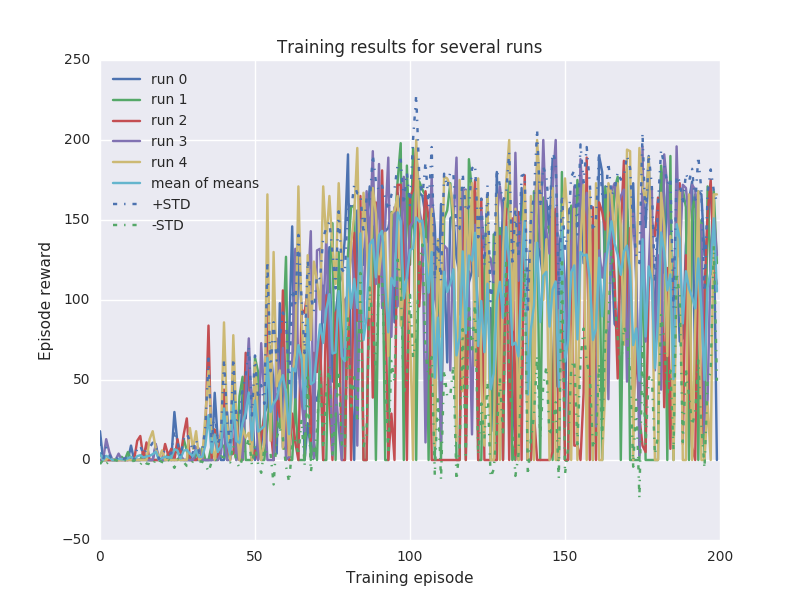 Training results for several runs
250
200
150
100
50
0
−50
run 0
run 1
run 2
run 3
run 4
mean of means
+STD
-STD
Episode reward
0
50
100
150
200
Training episode